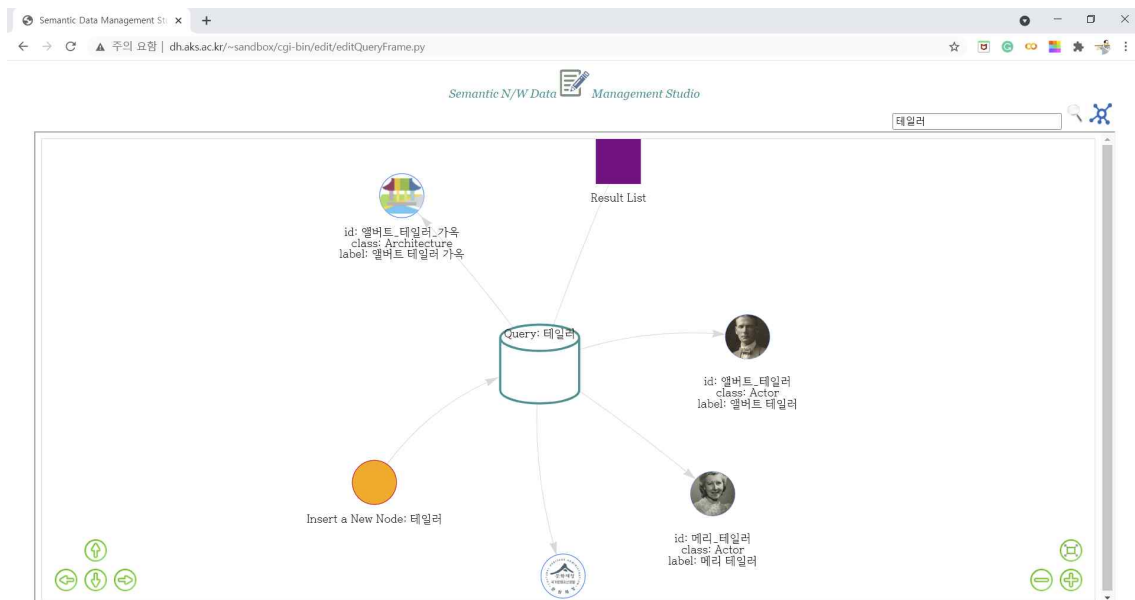 Semantic Data Management St
주의 요함 | dh.aks.ac.kr/~sandbox/cgi-bin/edit/editQueryFrame.py
Semantic N/W Data Management Studio
테일러
Result List
id: 앨버트_테일러_가옥
class: Architecture
label: 앨버트 테일러 가옥
Query: 테일러
id: 앨버트_테일러
class: Actor
label: 앨버트 테일러
Insert a New Node: 테일러
id: 메리_테일러
class: Actor
label: 메리 테일러